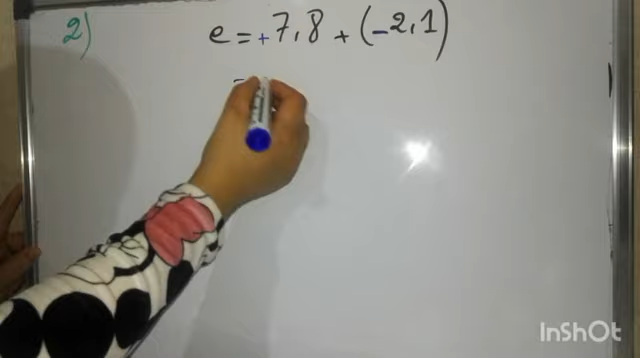 2) e = +7,8 + (-2,1)
=
InShOt